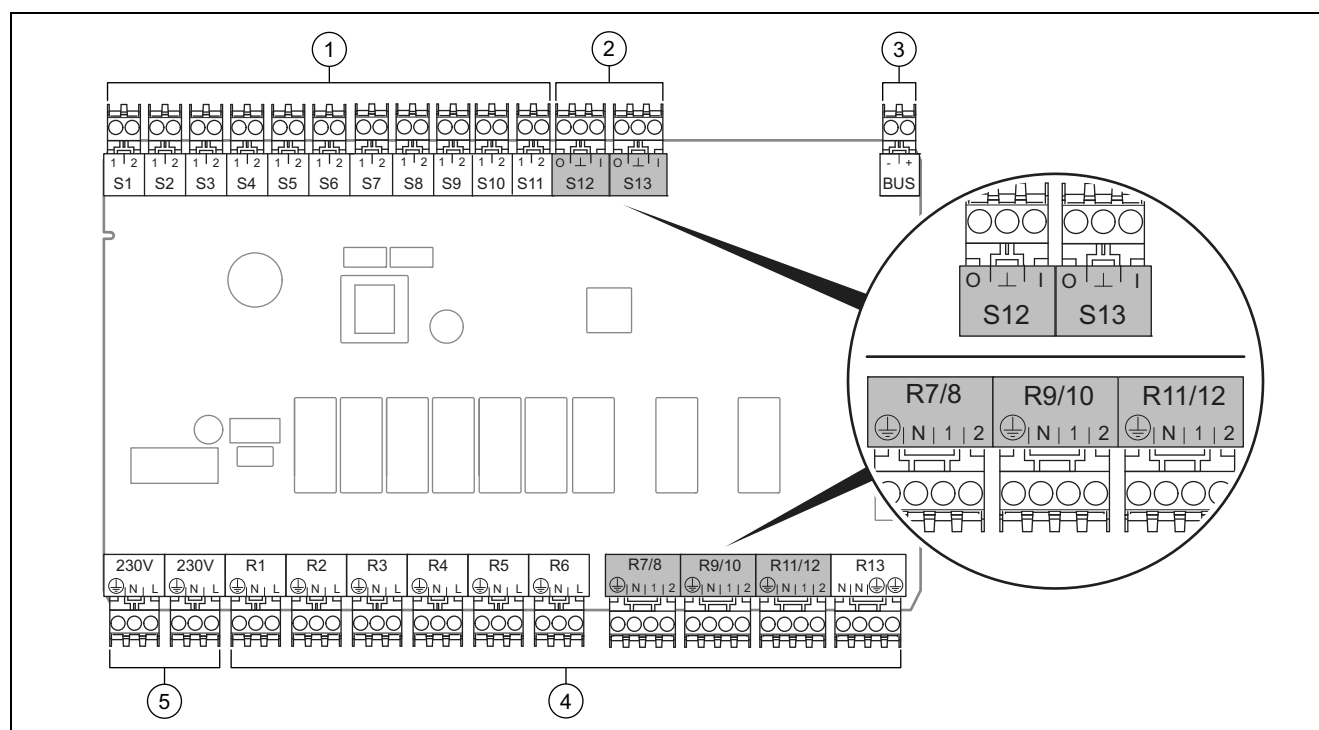 1 2 3
1 2 1 2 1 2 1 2 1 2 1 2 1 2 1 2 1 2 1 2 1 2 O ⊥ I O ⊥ I - +
S1 S2 S3 S4 S5 S6 S7 S8 S9 S10 S11 S12 S13 BUS
O ⊥ I O ⊥ I
S12 S13
R7/8 R9/10 R11/12
⏚ N 1 2 ⏚ N 1 2 ⏚ N 1 2
230V 230V R1 R2 R3 R4 R5 R6 R7/8 R9/10 R11/12 R13
⏚ N L ⏚ N L ⏚ N L ⏚ N L ⏚ N L ⏚ N L ⏚ N L ⏚ N L ⏚ N 1 2 ⏚ N 1 2 ⏚ N 1 2 N N ⏚ ⏚
5 4